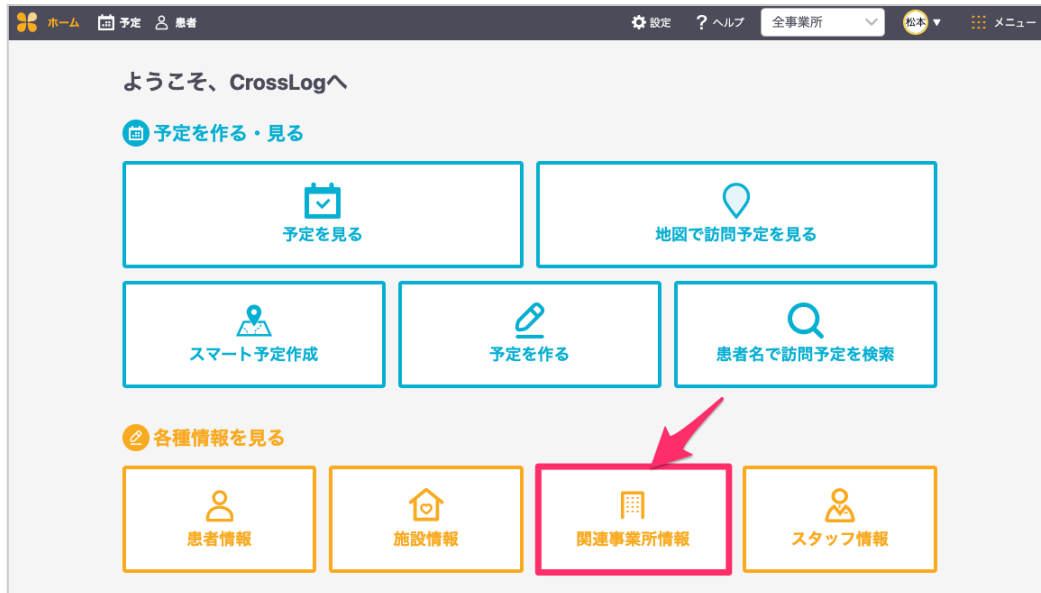 ホーム 予定 患者 設定 ? ヘルプ 全事業所 松本 ▼ メニュー
ようこそ、CrossLogへ
予定を作る・見る
予定を見る 地図で訪問予定を見る
スマート予定作成 予定を作る 患者名で訪問予定を検索
各種情報を見る
患者情報 施設情報 関連事業所情報 スタッフ情報